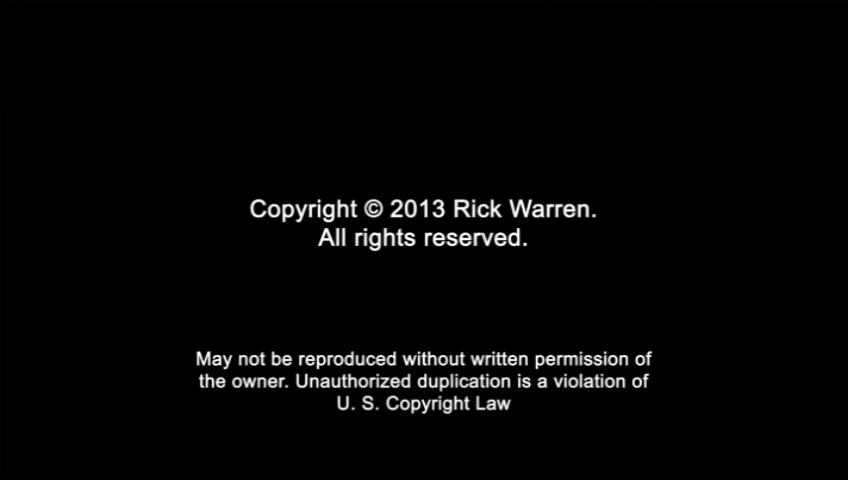 Copyright © 2013 Rick Warren.
All rights reserved.
May not be reproduced without written permission of
the owner. Unauthorized duplication is a violation of
U. S. Copyright Law